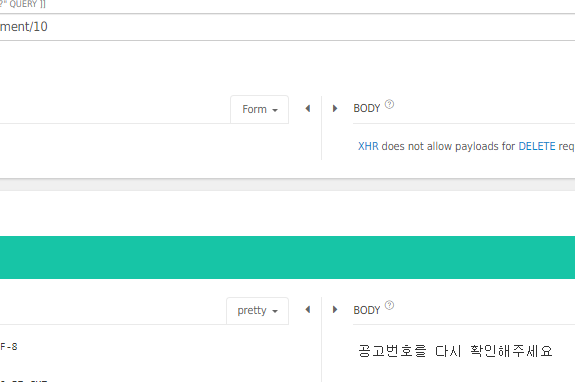 ?" QUERY ]]
ment/10
Form
BODY ?
XHR does not allow payloads for DELETE req
pretty
BODY ?
F-8
공고번호를 다시 확인해주세요